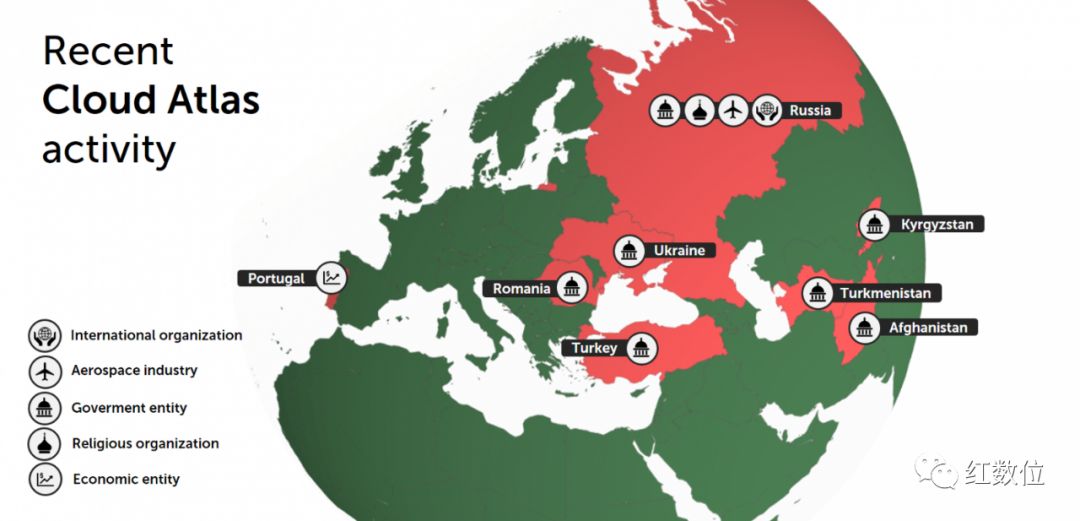 Recent
Cloud Atlas
activity
Russia
Kyrgyzstan
Ukraine
Portugal
Romania
Turkmenistan
Afghanistan
Turkey
International organization
Aerospace industry
Goverment entity
Religious organization
Economic entity
红数位